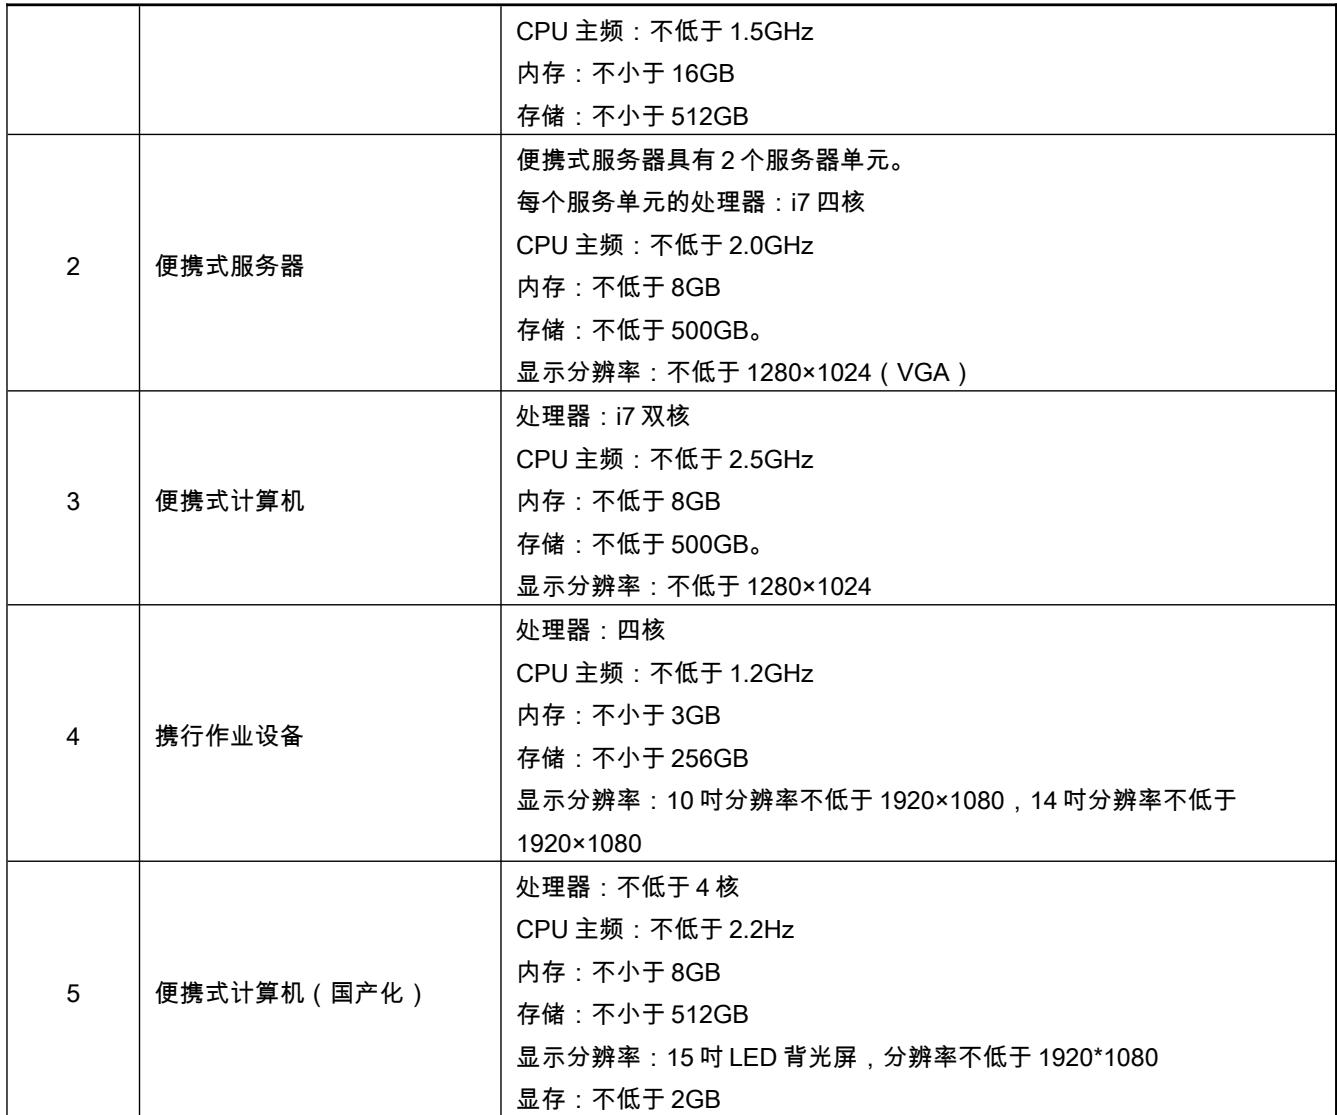 CPU 主频：不低于 1.5GHz
内存：不小于 16GB
存储：不小于 512GB
2
便携式服务器
便携式服务器具有 2 个服务器单元。
每个服务单元的处理器：i7 四核
CPU 主频：不低于 2.0GHz
内存：不低于 8GB
存储：不低于 500GB。
显示分辨率：不低于 1280×1024（VGA）
3
便携式计算机
处理器：i7 双核
CPU 主频：不低于 2.5GHz
内存：不低于 8GB
存储：不低于 500GB。
显示分辨率：不低于 1280×1024
4
携行作业设备
处理器：四核
CPU 主频：不低于 1.2GHz
内存：不小于 3GB
存储：不小于 256GB
显示分辨率：10 吋分辨率不低于 1920×1080，14 吋分辨率不低于
1920×1080
5
便携式计算机（国产化）
处理器：不低于 4 核
CPU 主频：不低于 2.2Hz
内存：不小于 8GB
存储：不小于 512GB
显示分辨率：15 吋 LED 背光屏，分辨率不低于 1920*1080
显存：不低于 2GB